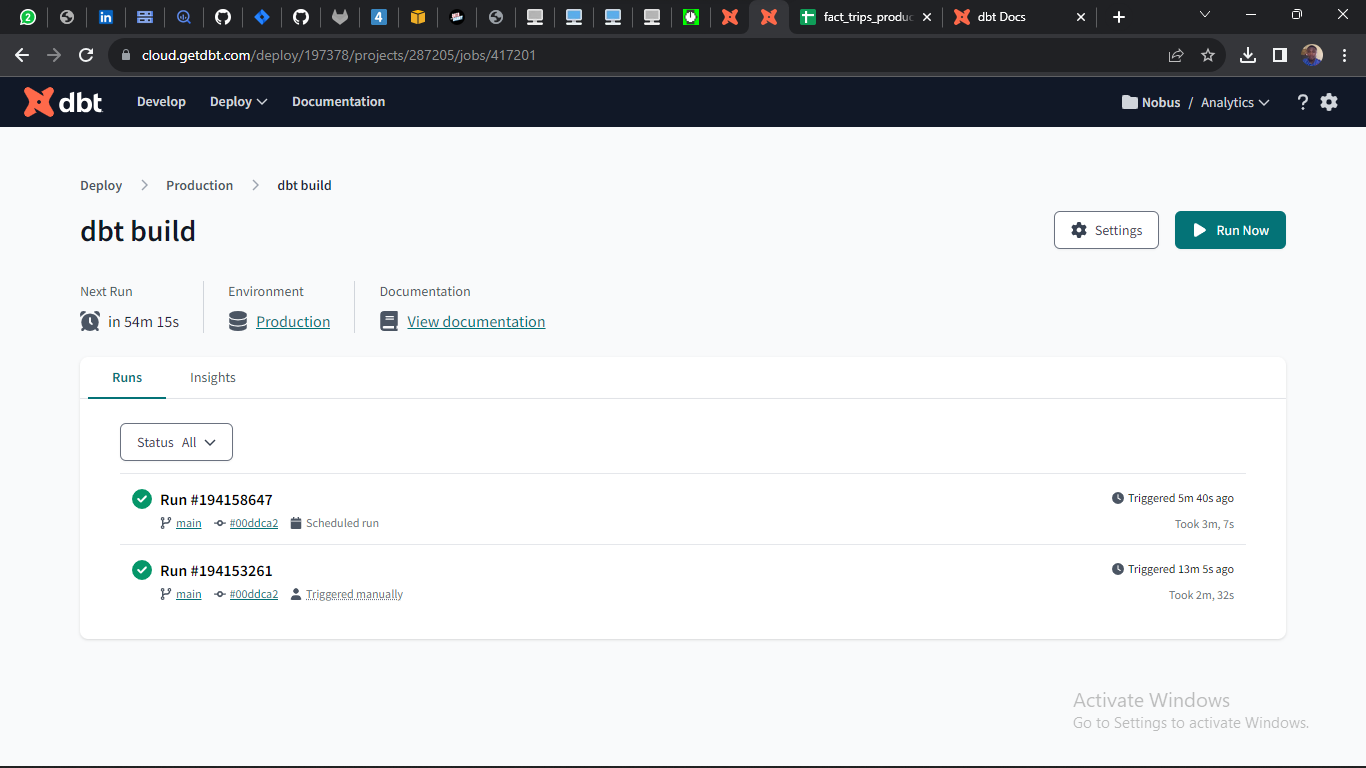 2
4
fact_trips_produc
dbt Docs
cloud.getdbt.com/deploy/197378/projects/287205/jobs/417201
dbt Develop Deploy Documentation Nobus / Analytics ?
Deploy > Production > dbt build
dbt build
Settings Run Now
Next Run Environment Documentation
in 54m 15s Production View documentation
Runs Insights
Status All
Run #194158647 Triggered 5m 40s ago
main #00ddca2 Scheduled run Took 3m, 7s
Run #194153261 Triggered 13m 5s ago
main #00ddca2 Triggered manually Took 2m, 32s
Activate Windows
Go to Settings to activate Windows.